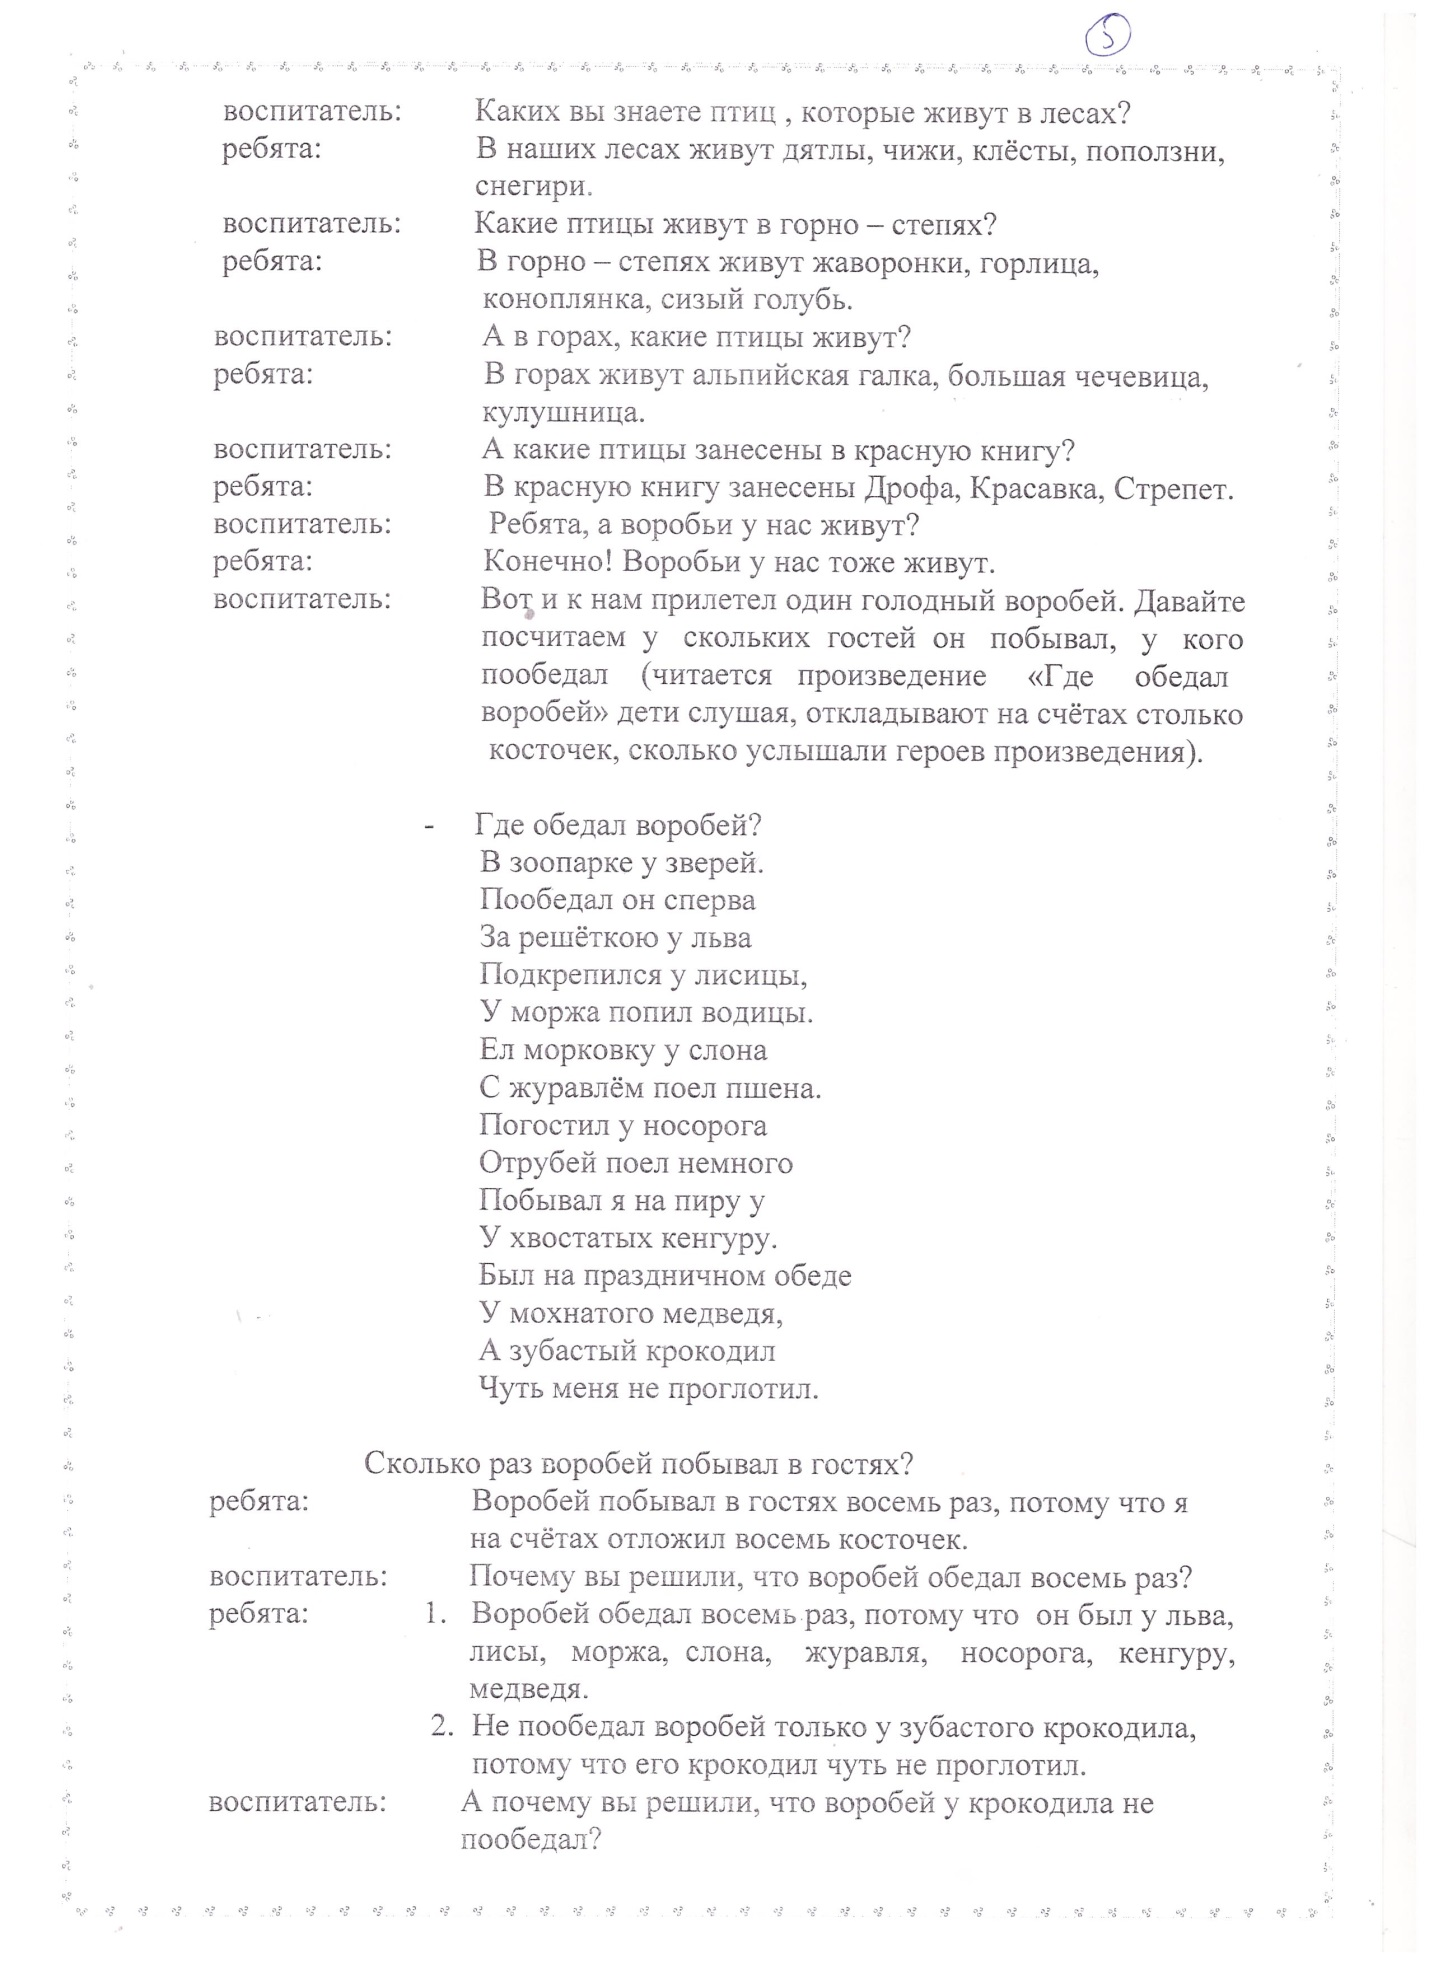 5
воспитатель: Каких вы знаете птиц , которые живут в лесах?
ребята: В наших лесах живут дятлы, чижи, клёсты, поползни,
снегири.
воспитатель: Какие птицы живут в горно – степях?
ребята: В горно – степях живут жаворонки, горлица,
коноплянка, сизый голубь.
воспитатель: А в горах, какие птицы живут?
ребята: В горах живут альпийская галка, большая чечевица,
кулушница.
воспитатель: А какие птицы занесены в красную книгу?
ребята: В красную книгу занесены Дрофа, Красавка, Стрепет.
воспитатель: Ребята, а воробьи у нас живут?
ребята: Конечно! Воробьи у нас тоже живут.
воспитатель: Вот и к нам прилетел один голодный воробей. Давайте
посчитаем у скольких гостей он побывал, у кого
пообедал (читается произведение «Где обедал
воробей» дети слушая, откладывают на счётах столько
косточек, сколько услышали героев произведения).
- Где обедал воробей?
В зоопарке у зверей.
Пообедал он сперва
За решёткою у льва
Подкрепился у лисицы,
У моржа попил водицы.
Ел морковку у слона
С журавлём поел пшена.
Погостил у носорога
Отрубей поел немного
Побывал я на пиру у
У хвостатых кенгуру.
Был на праздничном обеде
У мохнатого медведя,
А зубастый крокодил
Чуть меня не проглотил.
Сколько раз воробей побывал в гостях?
ребята: Воробей побывал в гостях восемь раз, потому что я
на счётах отложил восемь косточек.
воспитатель: Почему вы решили, что воробей обедал восемь раз?
ребята: 1. Воробей обедал восемь раз, потому что он был у льва,
лисы, моржа, слона, журавля, носорога, кенгуру,
медведя.
2. Не пообедал воробей только у зубастого крокодила,
потому что его крокодил чуть не проглотил.
воспитатель: А почему вы решили, что воробей у крокодила не
пообедал?